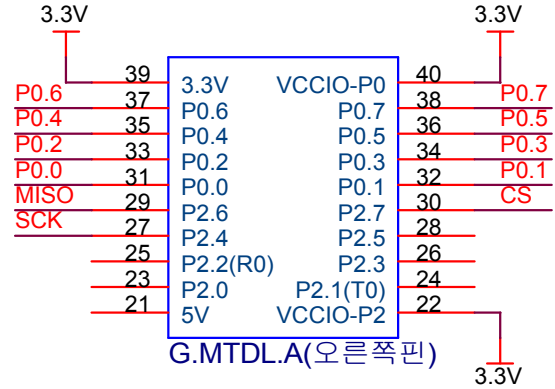 3.3V 3.3V
39 3.3V VCCIO-P0 40
P0.6 37 P0.6 P0.7 38 P0.7
P0.4 35 P0.4 P0.5 36 P0.5
P0.2 33 P0.2 P0.3 34 P0.3
P0.0 31 P0.0 P0.1 32 P0.1
MISO 29 P2.6 P2.7 30 CS
SCK 27 P2.4 P2.5 28
25 P2.2(R0) P2.3 26
23 P2.0 P2.1(T0) 24
21 5V VCCIO-P2 22
G.MTDL.A(오른쪽핀)
3.3V